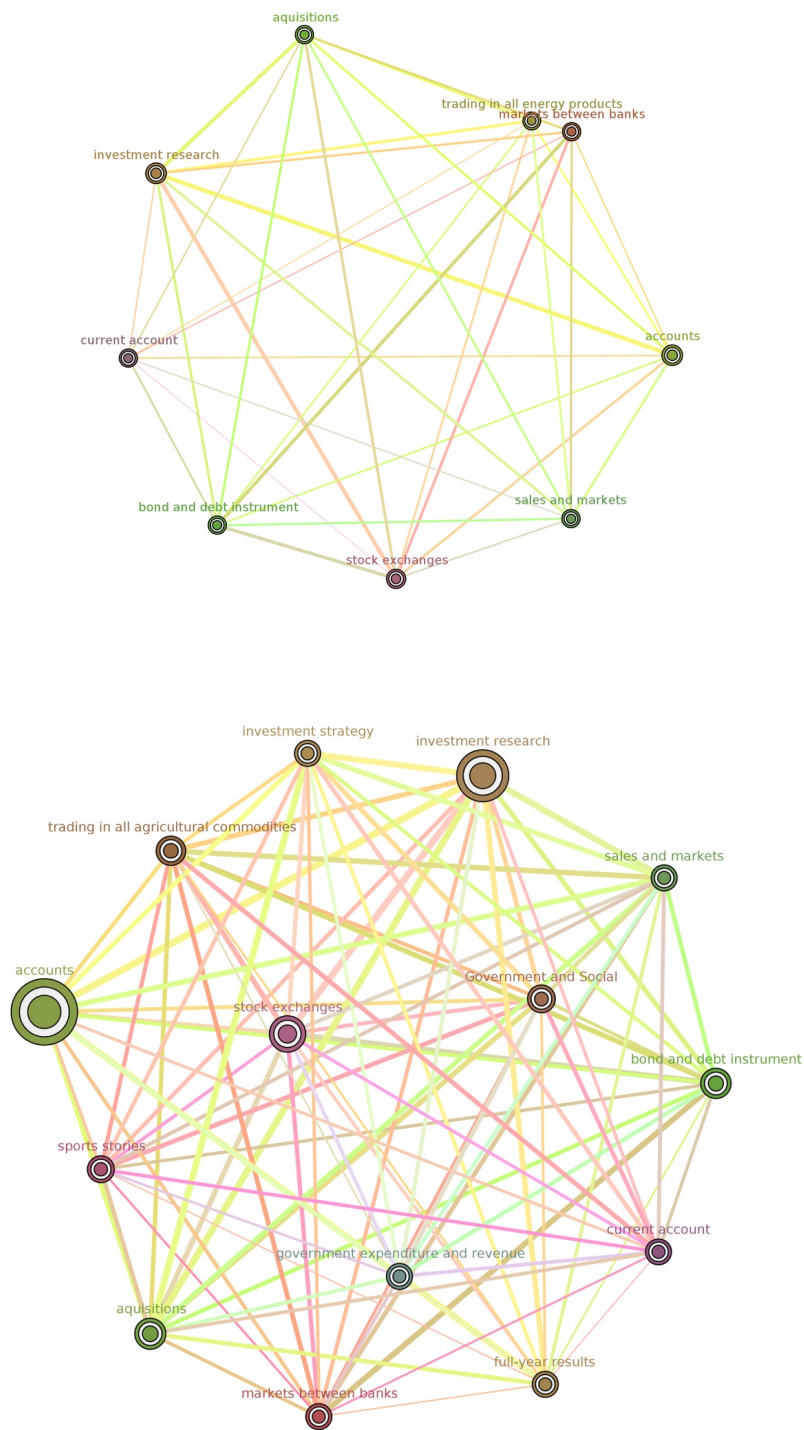 aquisitions
trading in all energy products
markets between banks
investment research
current account
accounts
bond and debt instrument
sales and markets
stock exchanges
investment strategy
investment research
trading in all agricultural commodities
sales and markets
accounts
Government and Social
stock exchanges
bond and debt instrument
sports stories
current account
government expenditure and revenue
aquisitions
full-year results
markets between banks